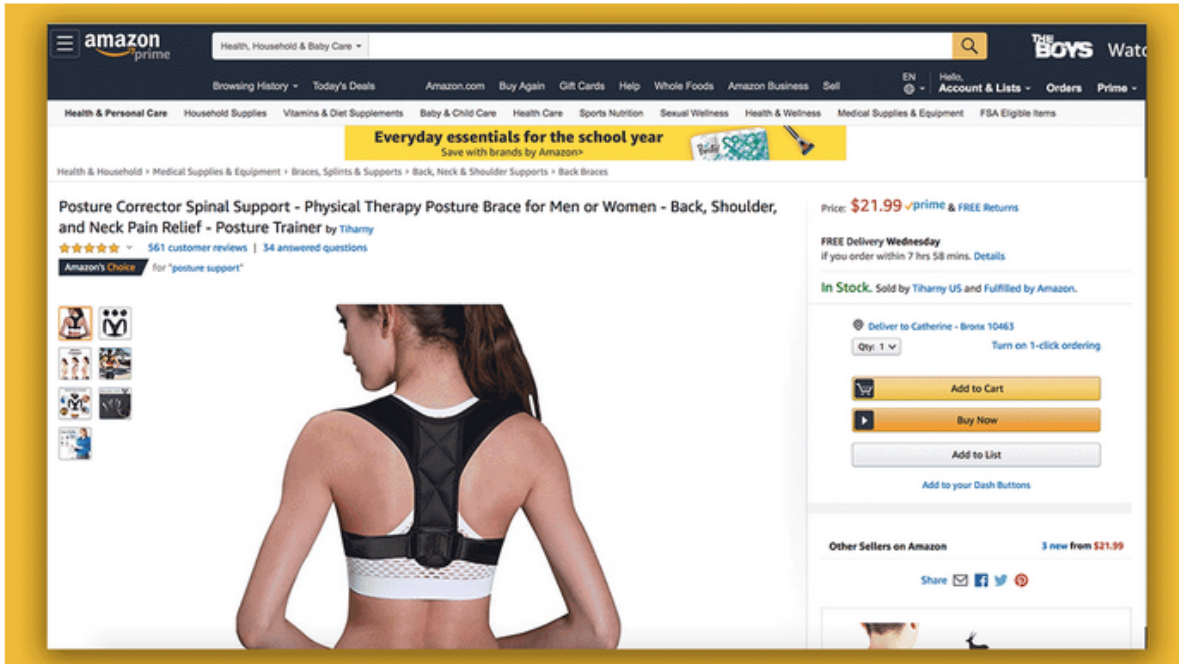 amazon
prime
Health, Household & Baby Care
THE
BOYS Watc
Browsing History Today's Deals Amazon.com Buy Again Gift Cards Help Whole Foods Amazon Business Sell
EN Hello,
Account & Lists Orders Prime
Health & Personal Care Household Supplies Vitamins & Diet Supplements Baby & Child Care Health Care Sports Nutrition Sexual Wellness Health & Wellness Medical Supplies & Equipment FSA Eligible Items
Everyday essentials for the school year
Save with brands by Amazon>
Health & Household › Medical Supplies & Equipment › Braces, Splints & Supports › Back, Neck & Shoulder Supports › Back Braces
Posture Corrector Spinal Support - Physical Therapy Posture Brace for Men or Women - Back, Shoulder,
and Neck Pain Relief - Posture Trainer by Tiharny
561 customer reviews | 34 answered questions
Amazon's Choice for "posture support"
Price: $21.99 prime & FREE Returns
FREE Delivery Wednesday
if you order within 7 hrs 58 mins. Details
In Stock. Sold by Tiharny US and Fulfilled by Amazon.
Deliver to Catherine - Bronx 10463
Qty: 1 Turn on 1-click ordering
Add to Cart
Buy Now
Add to List
Add to your Dash Buttons
Other Sellers on Amazon 3 new from $21.99
Share